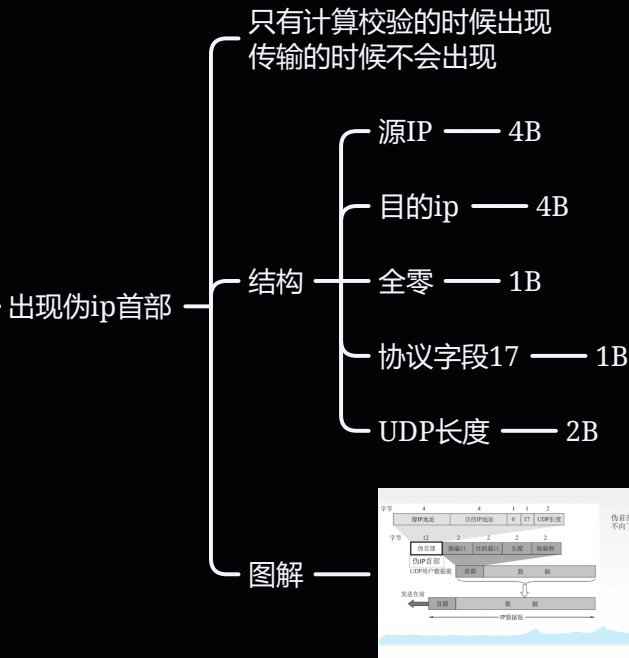 只有计算校验的时候出现
传输的时候不会出现
源IP
4B
目的ip
4B
出现伪ip首部
结构
全零
1B
协议字段17
1B
UDP长度
2B
图解
字节
4
4
1
1
2
源IP地址
目的IP地址
0
17
UDP长度
字节
12
2
2
2
2
伪首部
源端口
目的端口
长度
检验和
伪IP首部
UDP用户数据报
首部
数 据
发送在前
首部
数 据
IP数据报
伪首
不向